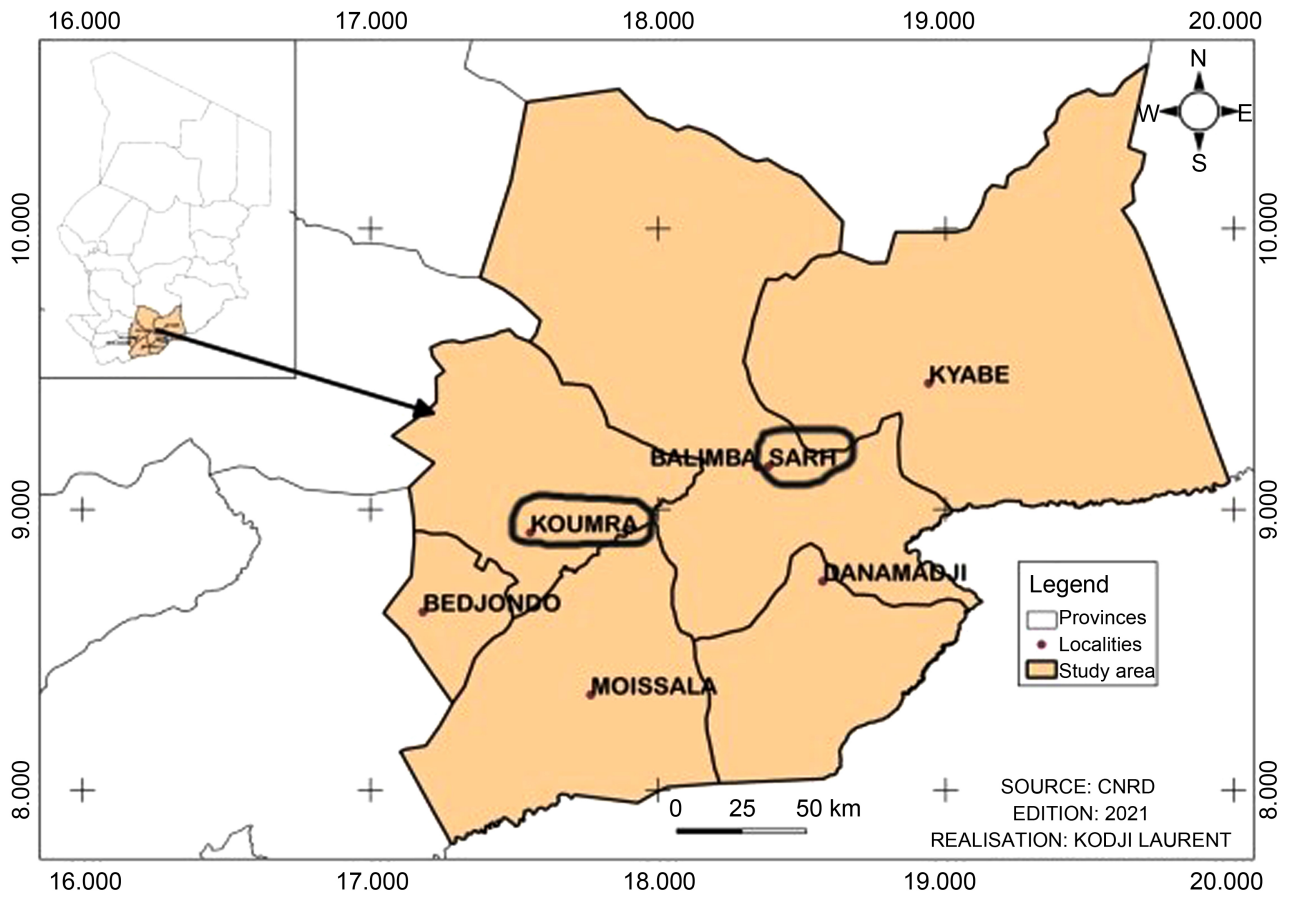 16.000 17.000 18.000 19.000 20.000
N
W E
S
10.000 10.000
KYABE
BALIMBA SARH
9.000 9.000
KOUMRA
DANAMADJI
BEDJONDO
MOISSALA
Legend
Provinces
Localities
Study area
8.000 8.000
0 25 50 km
SOURCE: CNRD
EDITION: 2021
REALISATION: KODJI LAURENT
16.000 17.000 18.000 19.000 20.000